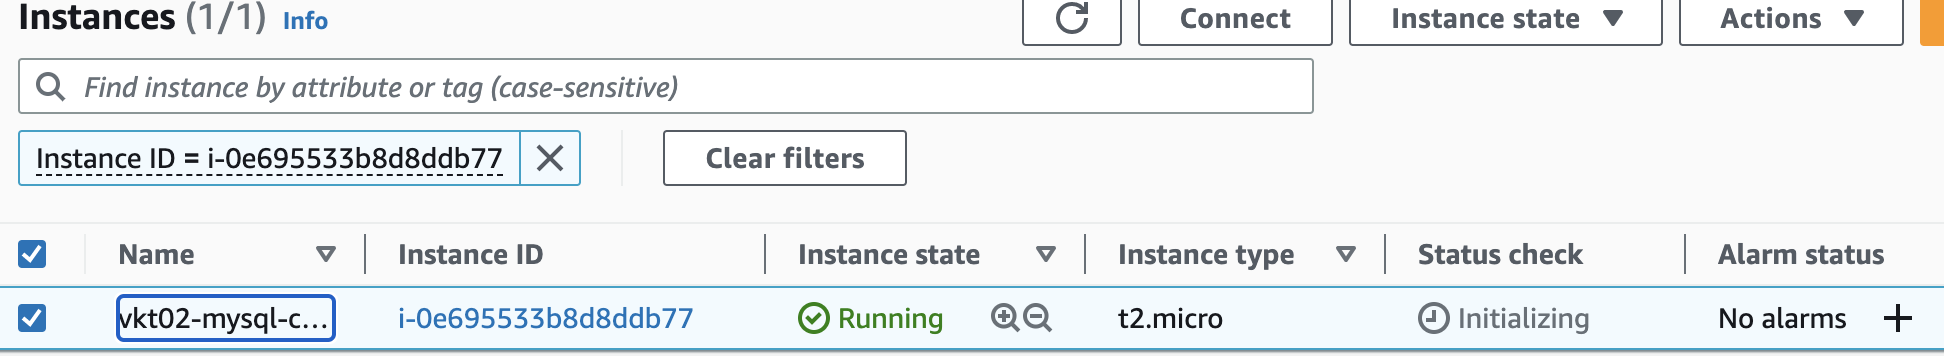 Instances (1/1) Info
Connect
Instance state
Actions
Find instance by attribute or tag (case-sensitive)
Instance ID = i-0e695533b8d8ddb77
Clear filters
Name Instance ID Instance state Instance type Status check Alarm status
vkt02-mysql-c... i-0e695533b8d8ddb77 Running t2.micro Initializing No alarms